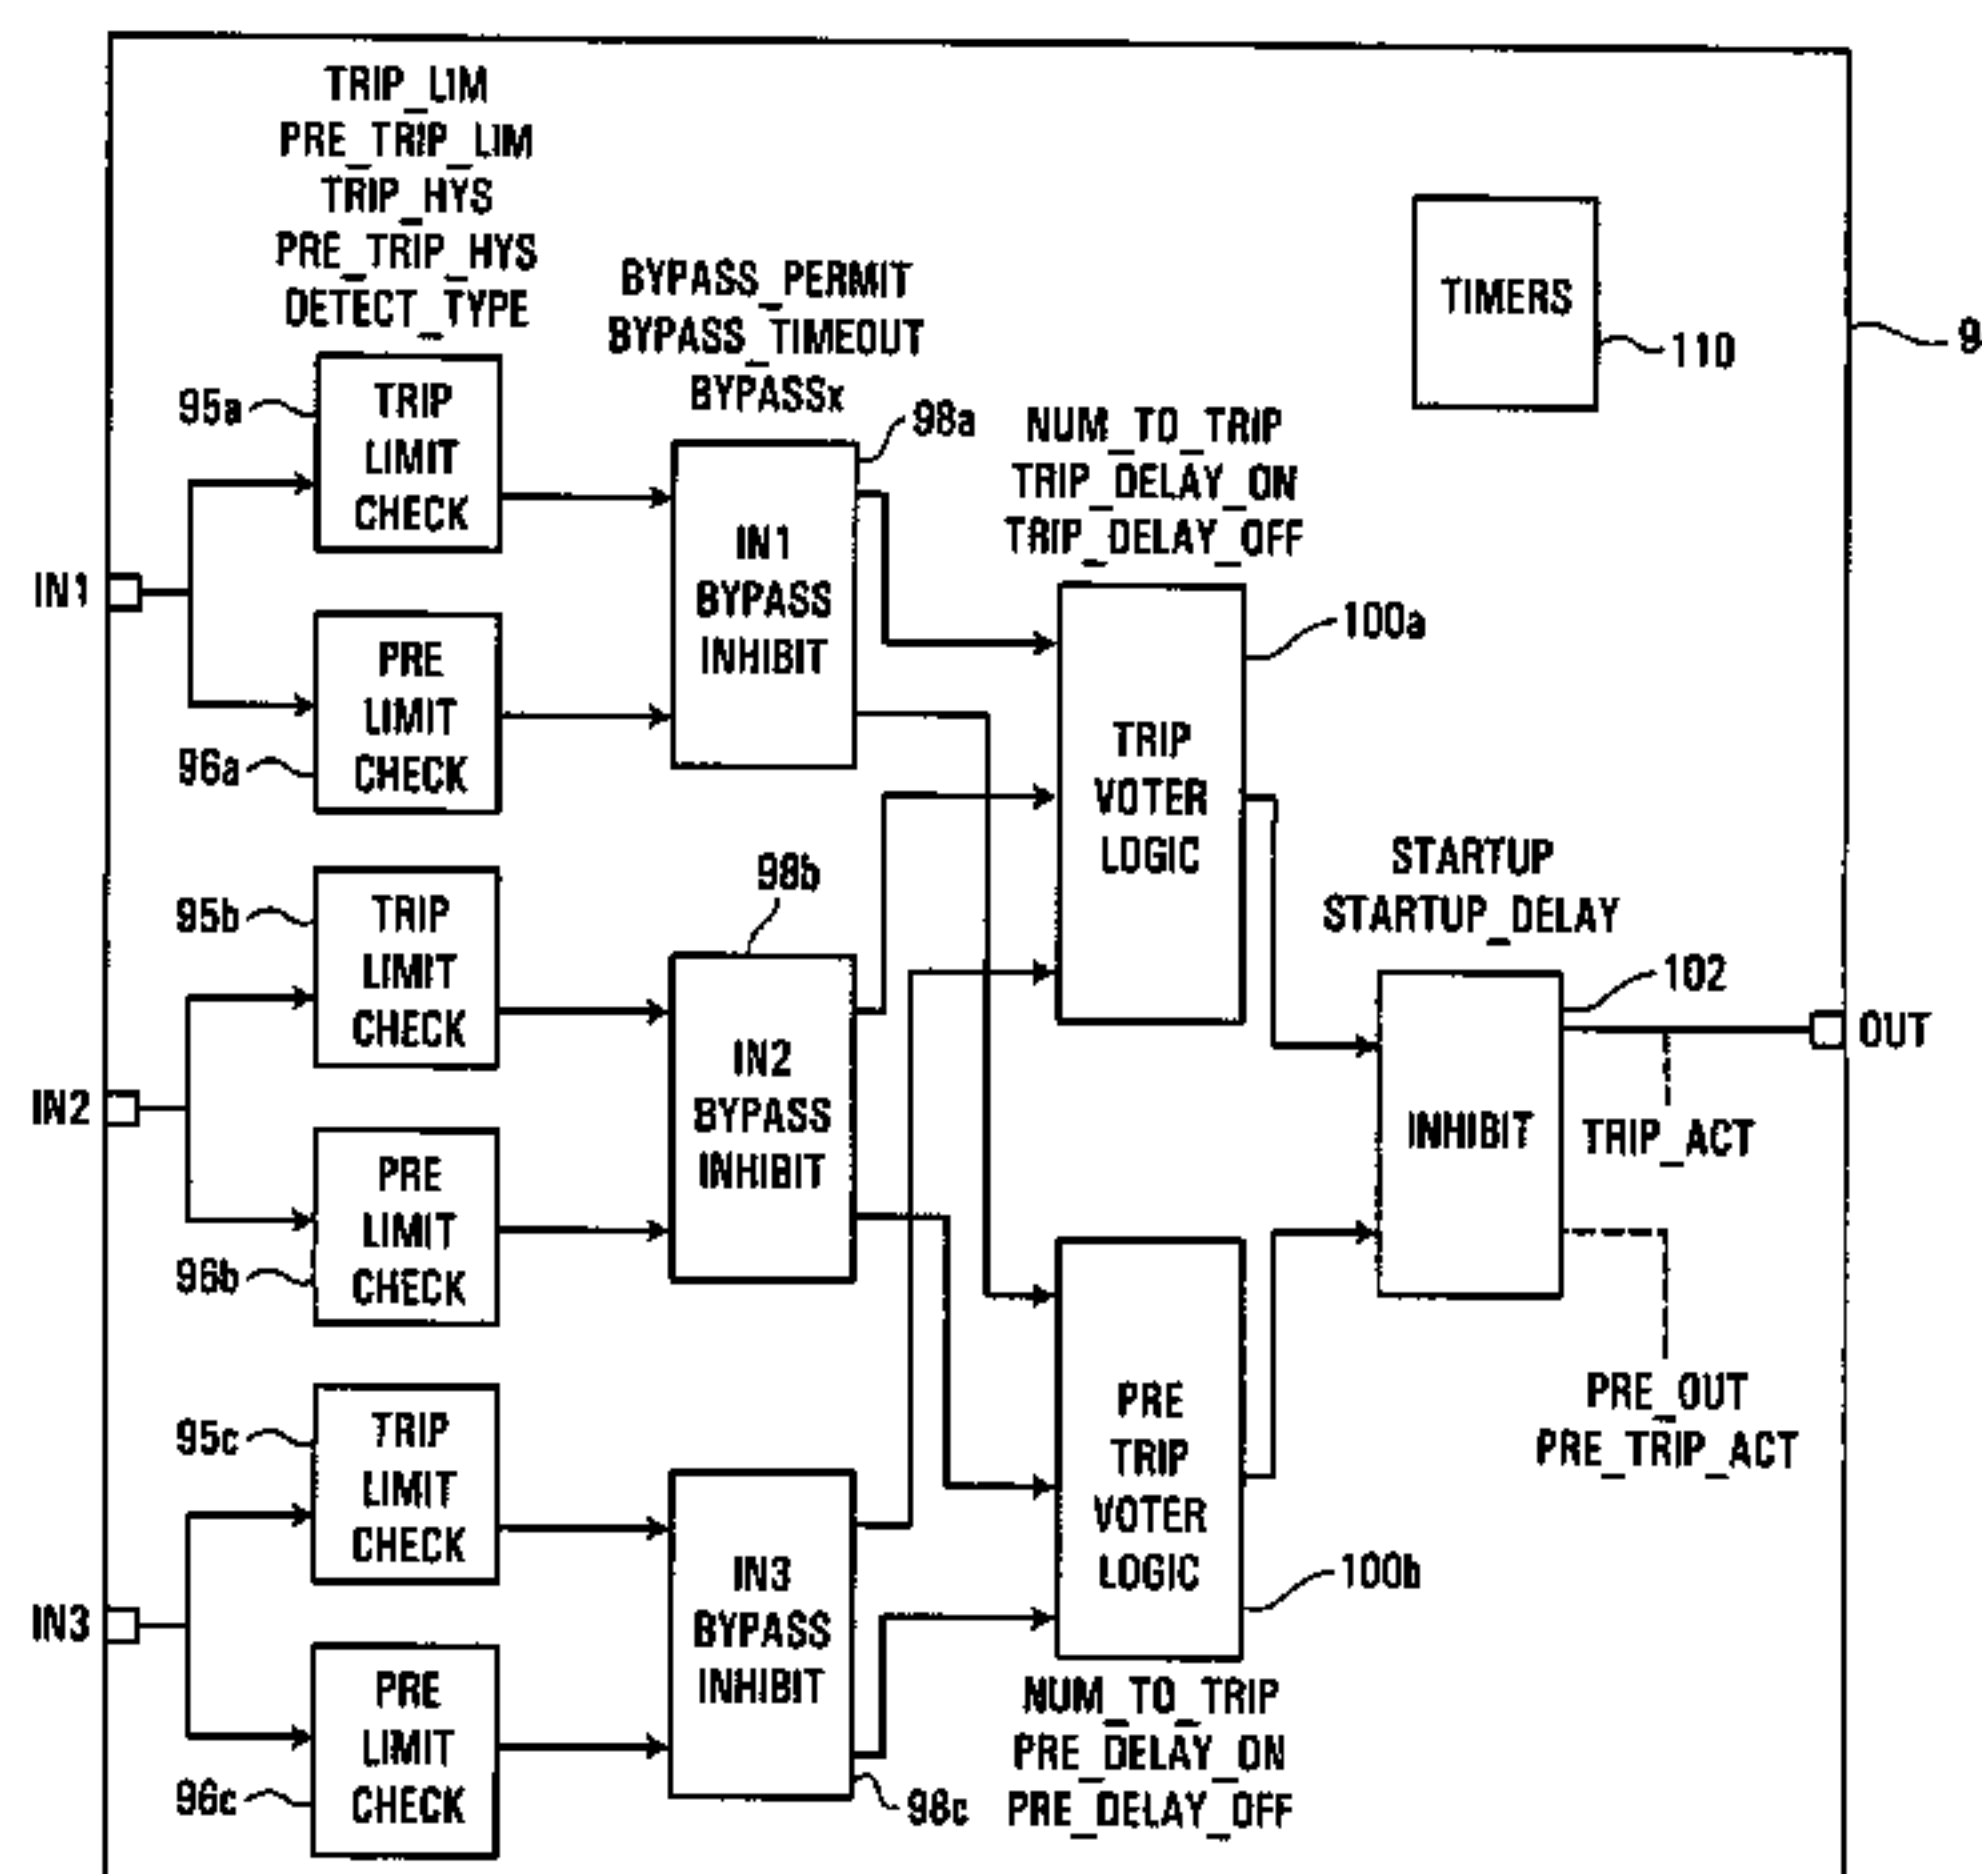 TRIP_LIM
PRE_TRIP_LIM
TRIP_HYS
PRE_TRIP_HYS
DETECT_TYPE
BYPASS_PERMIT
BYPASS_TIMEOUT
BYPASSx
NUM_TO_TRIP
TRIP_DELAY_ON
TRIP_DELAY_OFF
TIMERS
110
9
95a
TRIP
LIMIT
CHECK
98a
IN1
BYPASS
INHIBIT
IN1
PRE
LIMIT
CHECK
96a
100a
TRIP
VOTER
LOGIC
95b
TRIP
LIMIT
CHECK
98b
IN2
BYPASS
INHIBIT
IN2
PRE
LIMIT
CHECK
96b
STARTUP
STARTUP_DELAY
102
INHIBIT
OUT
TRIP_ACT
PRE_OUT
PRE_TRIP_ACT
PRE
TRIP
VOTER
LOGIC
100b
95c
TRIP
LIMIT
CHECK
IN3
BYPASS
INHIBIT
IN3
PRE
LIMIT
CHECK
96c
98c
NUM_TO_TRIP
PRE_DELAY_ON
PRE_DELAY_OFF